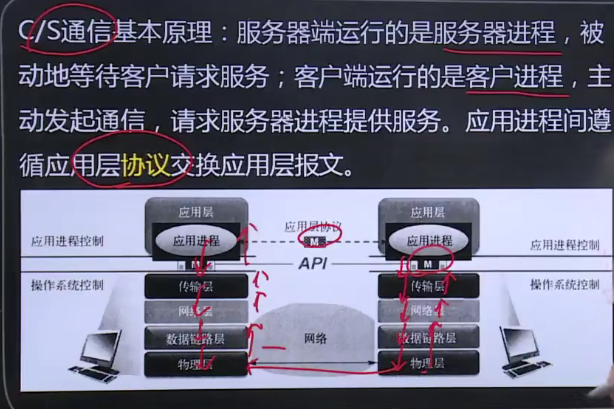 C/S通信基本原理：服务器端运行的是服务器进程，被
动地等待客户请求服务；客户端运行的是客户进程，主
动发起通信，请求服务器进程提供服务。应用进程间遵
循应用层协议交换应用层报文。
应用层 应用层
应用层协议
应用进程控制 应用进程 M 应用进程 应用进程控制
M API M
操作系统控制 传输层 传输层 操作系统控制
网络层 网络层
数据链路层 网络 数据链路层
物理层 物理层